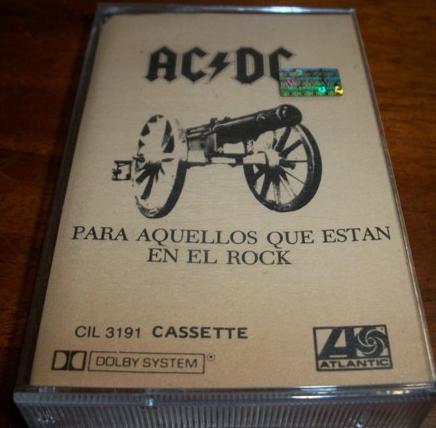 AC⚡DC
PARA AQUELLOS QUE ESTAN
EN EL ROCK
CIL 3191 CASSETTE
DOLBY SYSTEM®
ATLANTIC